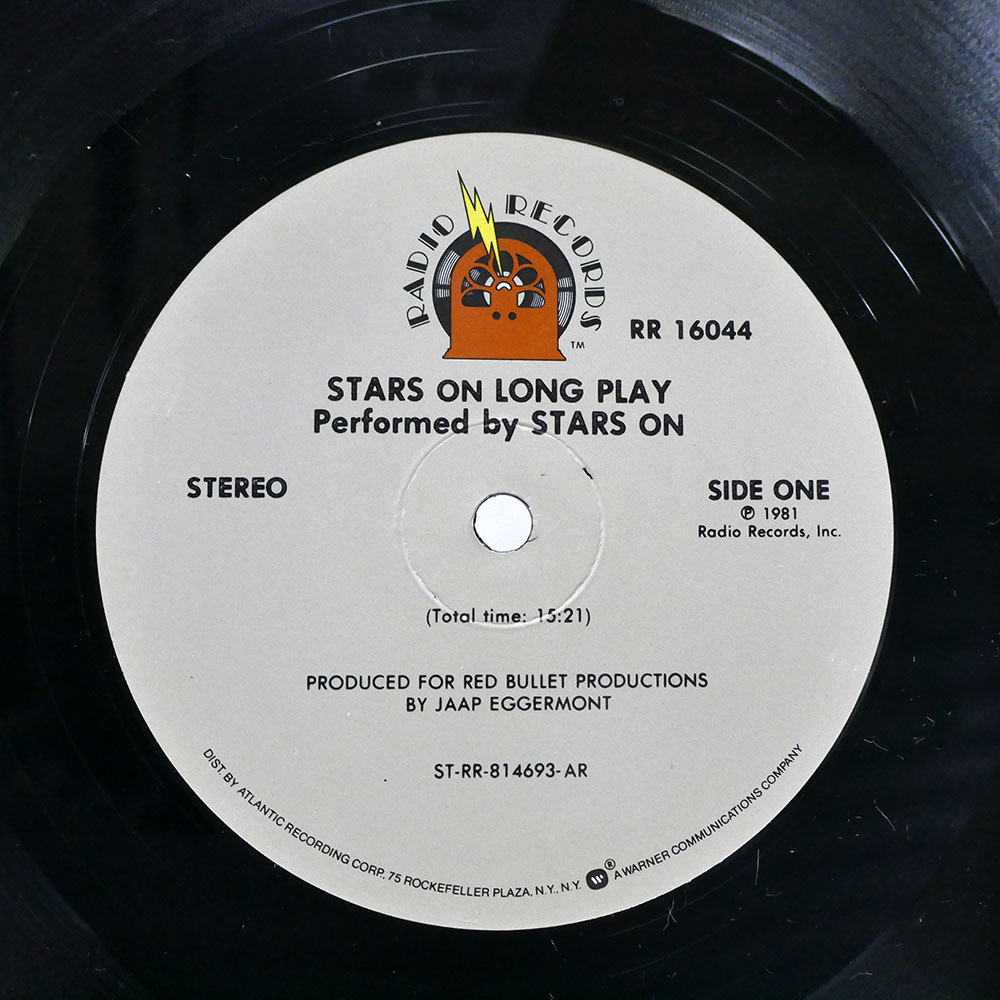 RADIO RECORDS
TM
RR 16044
STARS ON LONG PLAY
Performed by STARS ON
STEREO
SIDE ONE
℗ 1981
Radio Records, Inc.
(Total time: 15:21)
PRODUCED FOR RED BULLET PRODUCTIONS
BY JAAP EGGERMONT
ST-RR-814693-AR
DIST. BY ATLANTIC RECORDING CORP., 75 ROCKEFELLER PLAZA, N.Y., N.Y. ® A WARNER COMMUNICATIONS COMPANY